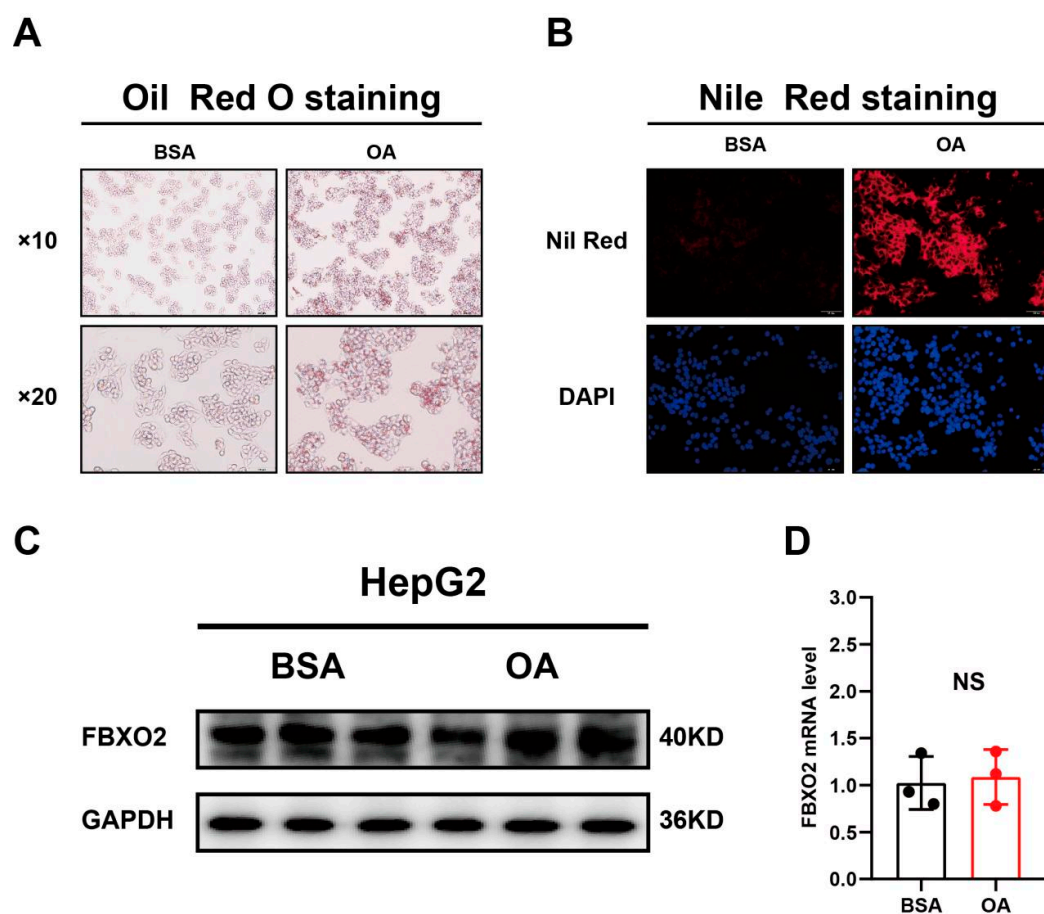 A
Oil Red O staining
BSA OA
×10
×20
B
Nile Red staining
BSA OA
Nil Red
DAPI
C
HepG2
BSA OA
FBXO2 40KD
GAPDH 36KD
D
FBXO2 mRNA level
3.0
2.5
2.0
1.5
1.0
0.5
0.0
NS
BSA OA